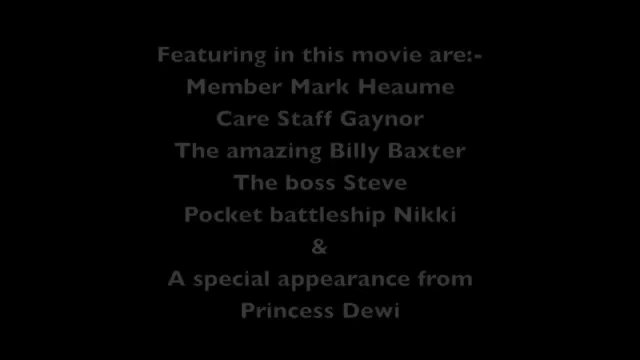 Featuring in this movie are:-
Member Mark Heaume
Care Staff Gaynor
The amazing Billy Baxter
The boss Steve
Pocket battleship Nikki
&
A special appearance from
Princess Dewi